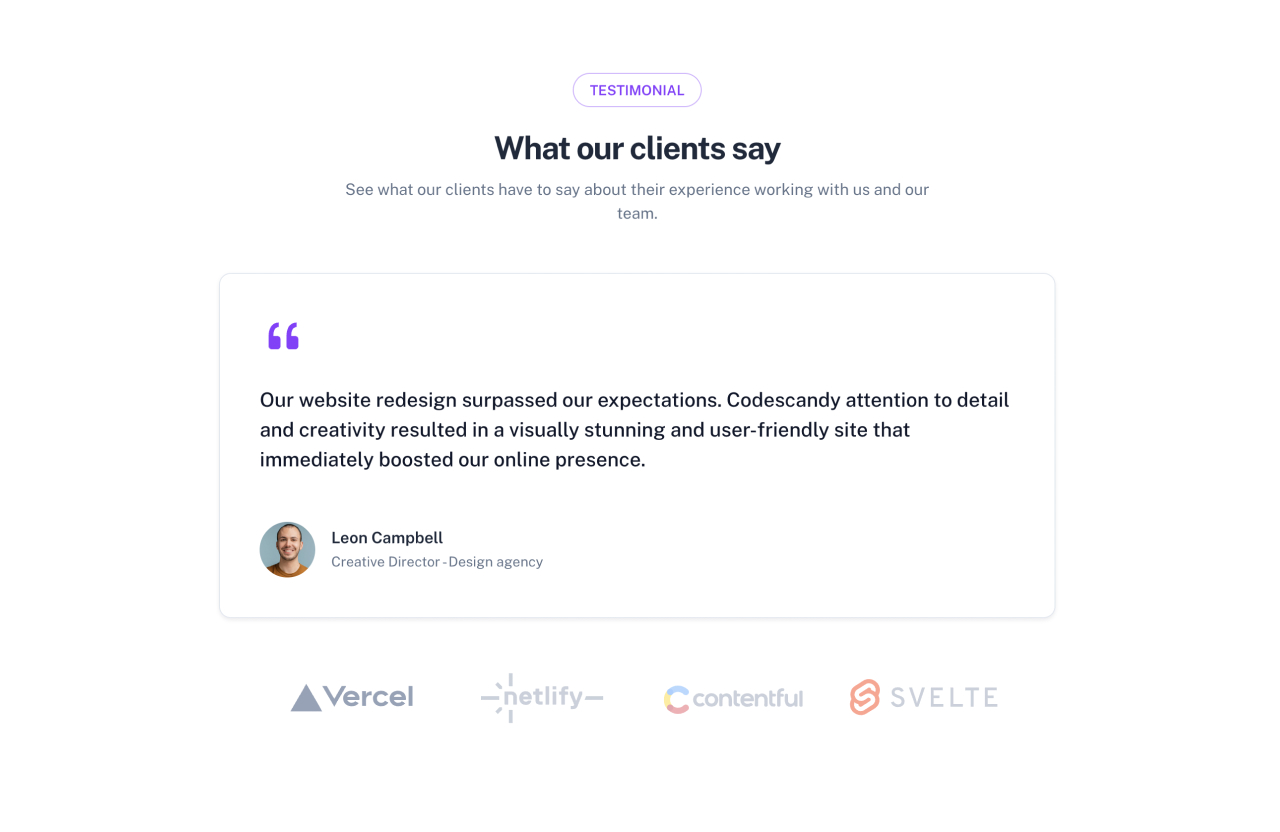 TESTIMONIAL
What our clients say
See what our clients have to say about their experience working with us and our
team.
Our website redesign surpassed our expectations. Codescandy attention to detail
and creativity resulted in a visually stunning and user-friendly site that
immediately boosted our online presence.
Leon Campbell
Creative Director - Design agency
Vercel
netlify
contentful
SVELTE